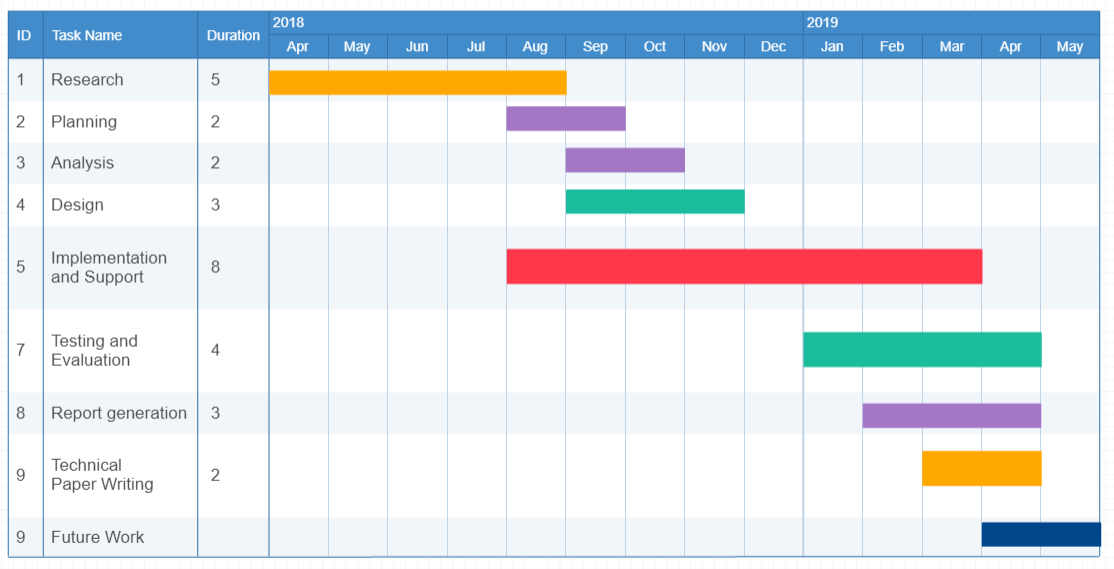 2018 2019
ID Task Name Duration
Apr May Jun Jul Aug Sep Oct Nov Dec Jan Feb Mar Apr May
1 Research 5
2 Planning 2
3 Analysis 2
4 Design 3
5 Implementation
and Support 8
7 Testing and
Evaluation 4
8 Report generation 3
9 Technical
Paper Writing 2
9 Future Work